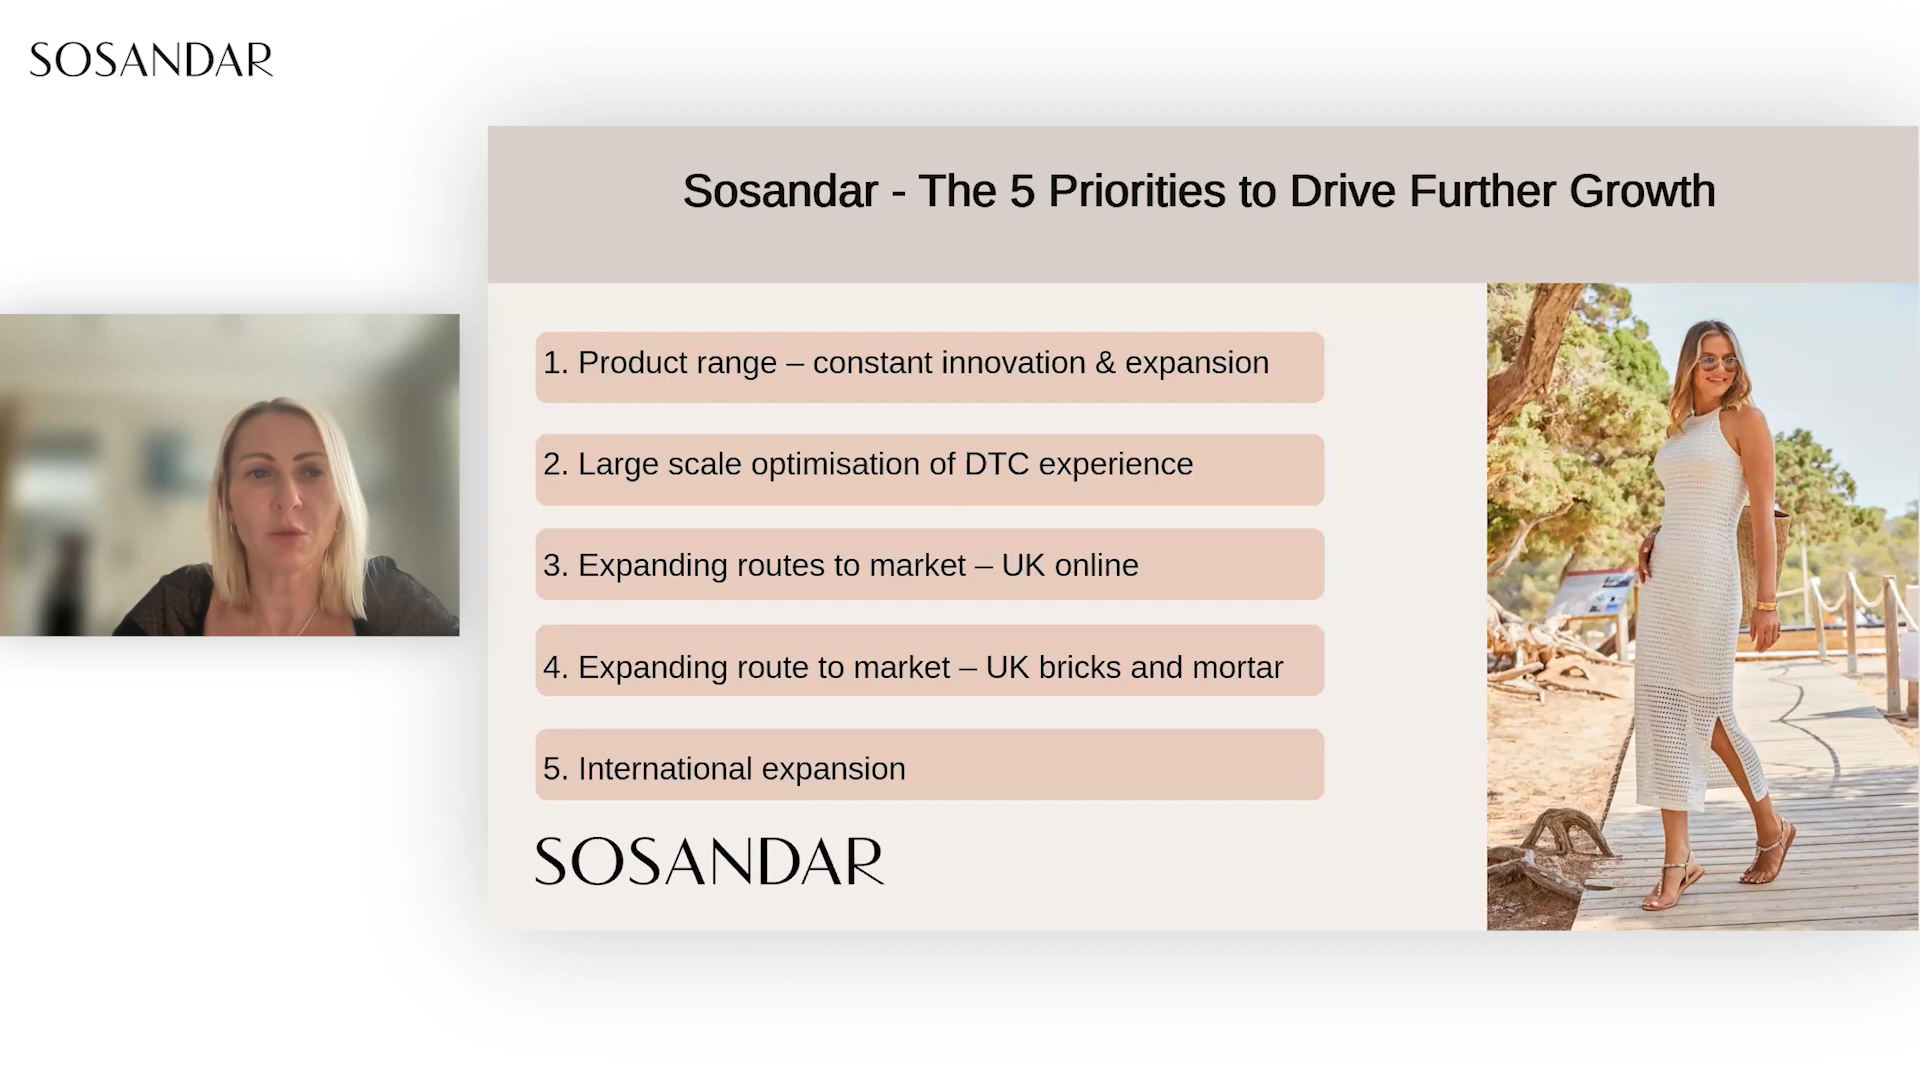 SOSANDAR
Sosandar - The 5 Priorities to Drive Further Growth
1. Product range – constant innovation & expansion
2. Large scale optimisation of DTC experience
3. Expanding routes to market – UK online
4. Expanding route to market – UK bricks and mortar
5. International expansion
SOSANDAR